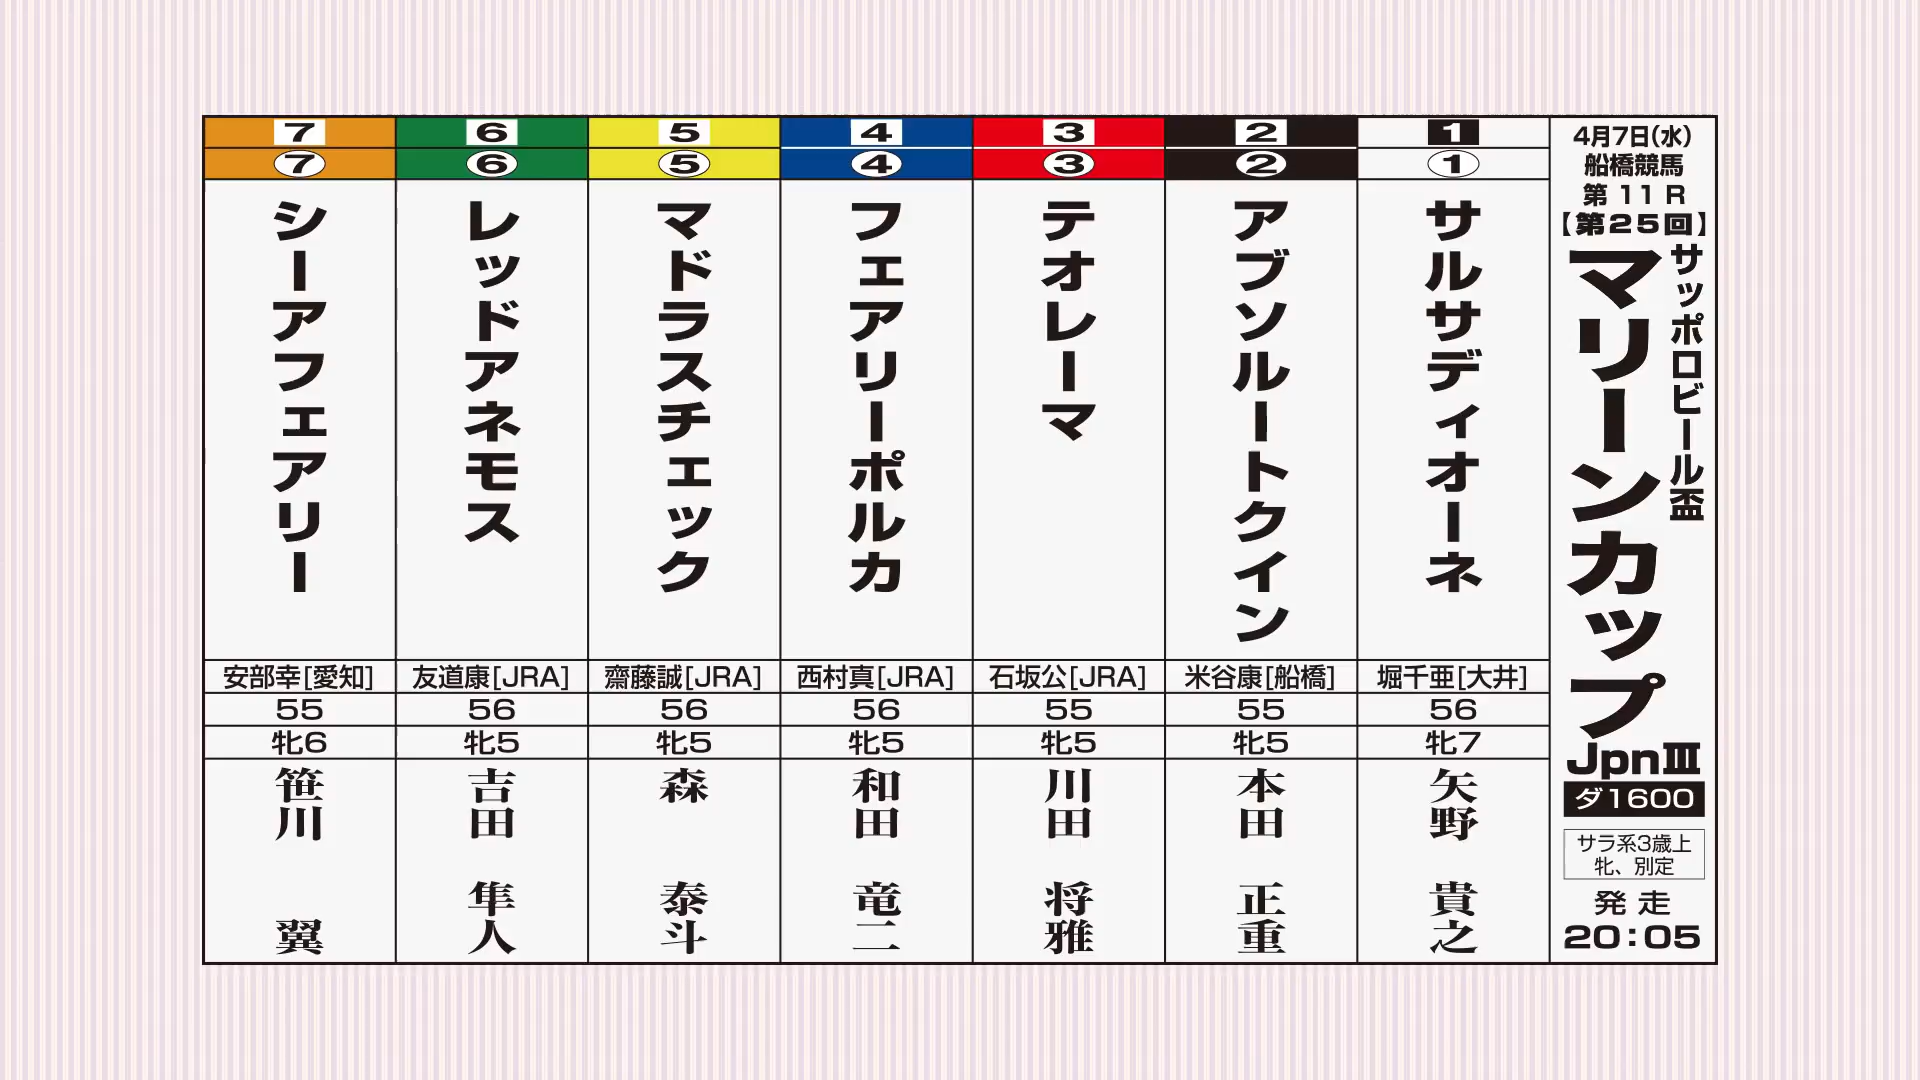 4月7日(水)
船橋競馬
第 11 R
【第25回】
サッポロビール盃
マリーンカップ
JpnⅢ
ダ1600
サラ系3歳上
牝、別定
発走
20:05
1
①
サルサディオーネ
堀千亜[大井]
56
牝7
矢野 貴之
2
②
アブソルートクイン
米谷康[船橋]
55
牝5
本田 正重
3
③
テオレーマ
石坂公[JRA]
55
牝5
川田 将雅
4
④
フェアリーポルカ
西村真[JRA]
56
牝5
和田 竜二
5
⑤
マドラスチェック
齋藤誠[JRA]
56
牝5
森 泰斗
6
⑥
レッドアネモス
友道康[JRA]
56
牝5
吉田 隼人
7
⑦
シーアフェアリー
安部幸[愛知]
55
牝6
笹川 翼